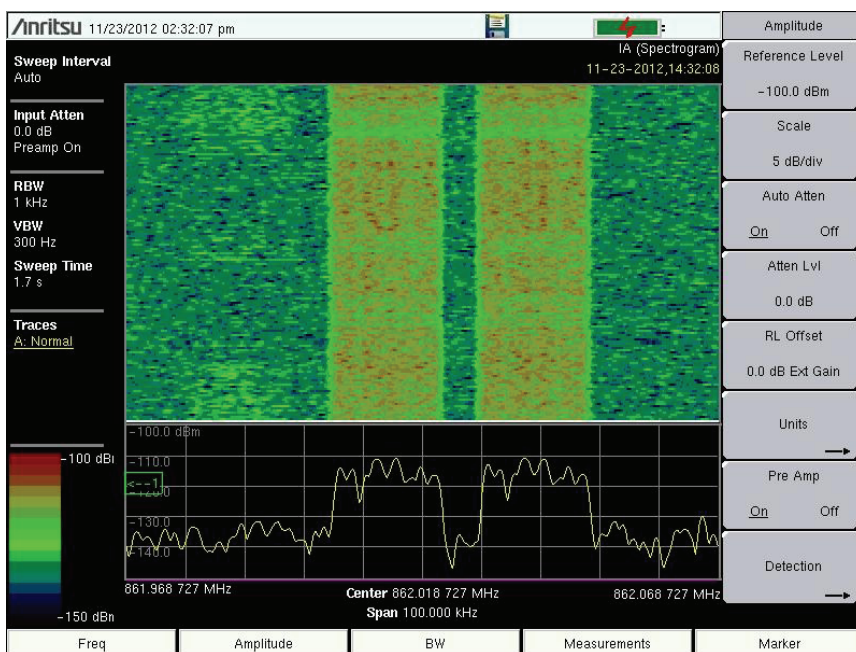 Anritsu 11/23/2012 02:32:07 pm
IA (Spectrogram)
11-23-2012,14:32:08
Sweep Interval
Auto
Input Atten
0.0 dB
Preamp On
RBW
1 kHz
VBW
300 Hz
Sweep Time
1.7 s
Traces
A: Normal
-100 dBm
-150 dBm
-100.0 dBm
-110.0
<--1
-120.0
-130.0
-140.0
861.968 727 MHz
Center 862.018 727 MHz
862.068 727 MHz
Span 100.000 kHz
Amplitude
Reference Level
-100.0 dBm
Scale
5 dB/div
Auto Atten
On Off
Atten Lvl
0.0 dB
RL Offset
0.0 dB Ext Gain
Units
Pre Amp
On Off
Detection
Freq
Amplitude
BW
Measurements
Marker